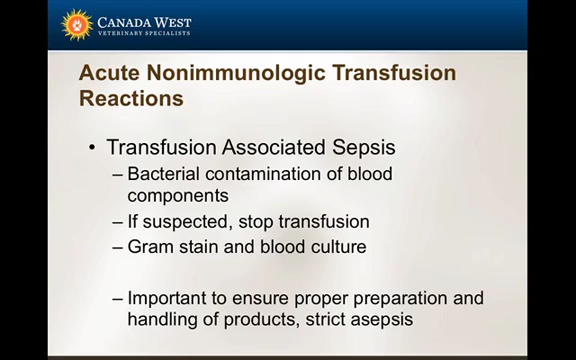 CANADA WEST
VETERINARY SPECIALISTS
Acute Nonimmunologic Transfusion
Reactions
• Transfusion Associated Sepsis
– Bacterial contamination of blood
components
– If suspected, stop transfusion
– Gram stain and blood culture
– Important to ensure proper preparation and
handling of products, strict asepsis